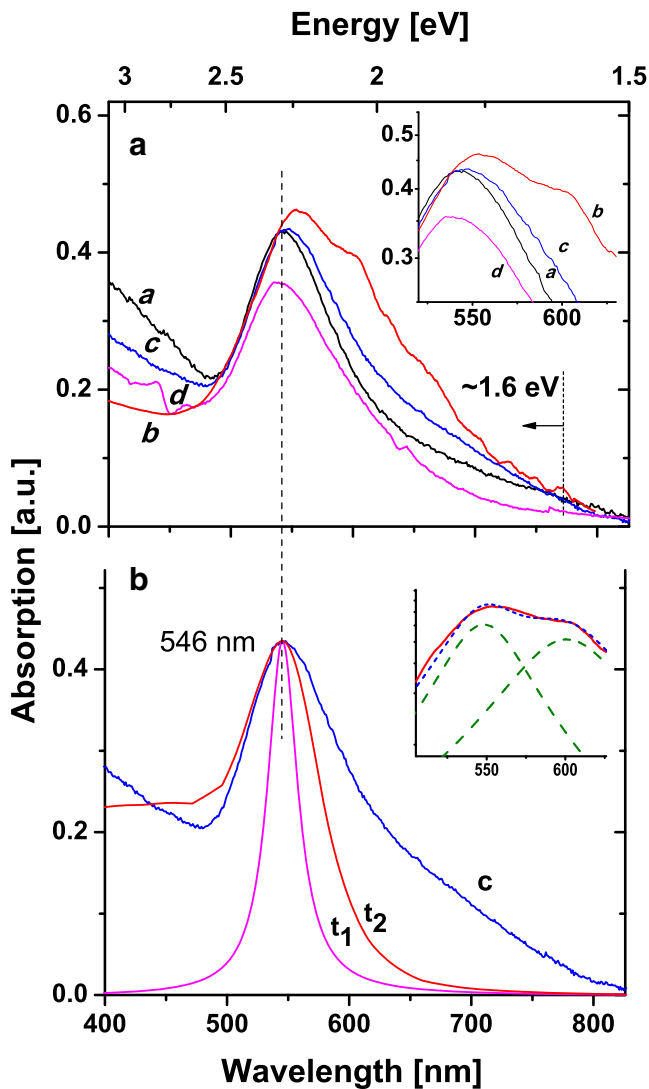 Energy [eV]
3 2.5 2 1.5
0.6
a
0.5
0.4
0.3
550 600
b
c
a
d
0.4
a
c
d
b
0.2
~1.6 eV
0.0
Absorption [a.u.]
b
546 nm
0.4
550 600
0.2
c
t1 t2
0.0
400 500 600 700 800
Wavelength [nm]